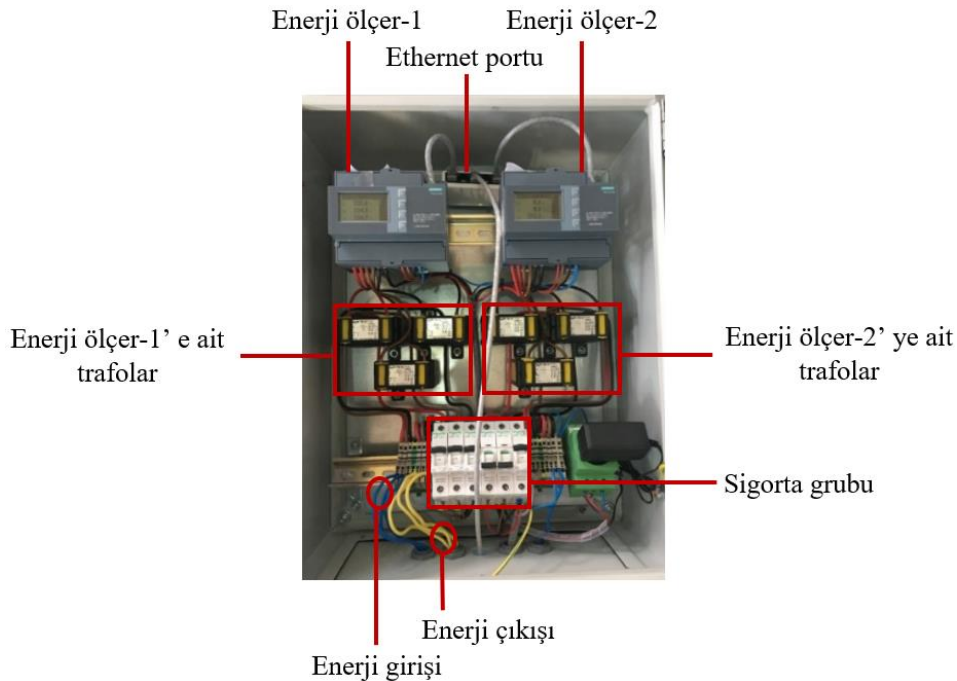 Enerji ölçer-1
Enerji ölçer-2
Ethernet portu
Enerji ölçer-1’ e ait
trafolar
Enerji ölçer-2’ ye ait
trafolar
Sigorta grubu
Enerji çıkışı
Enerji girişi